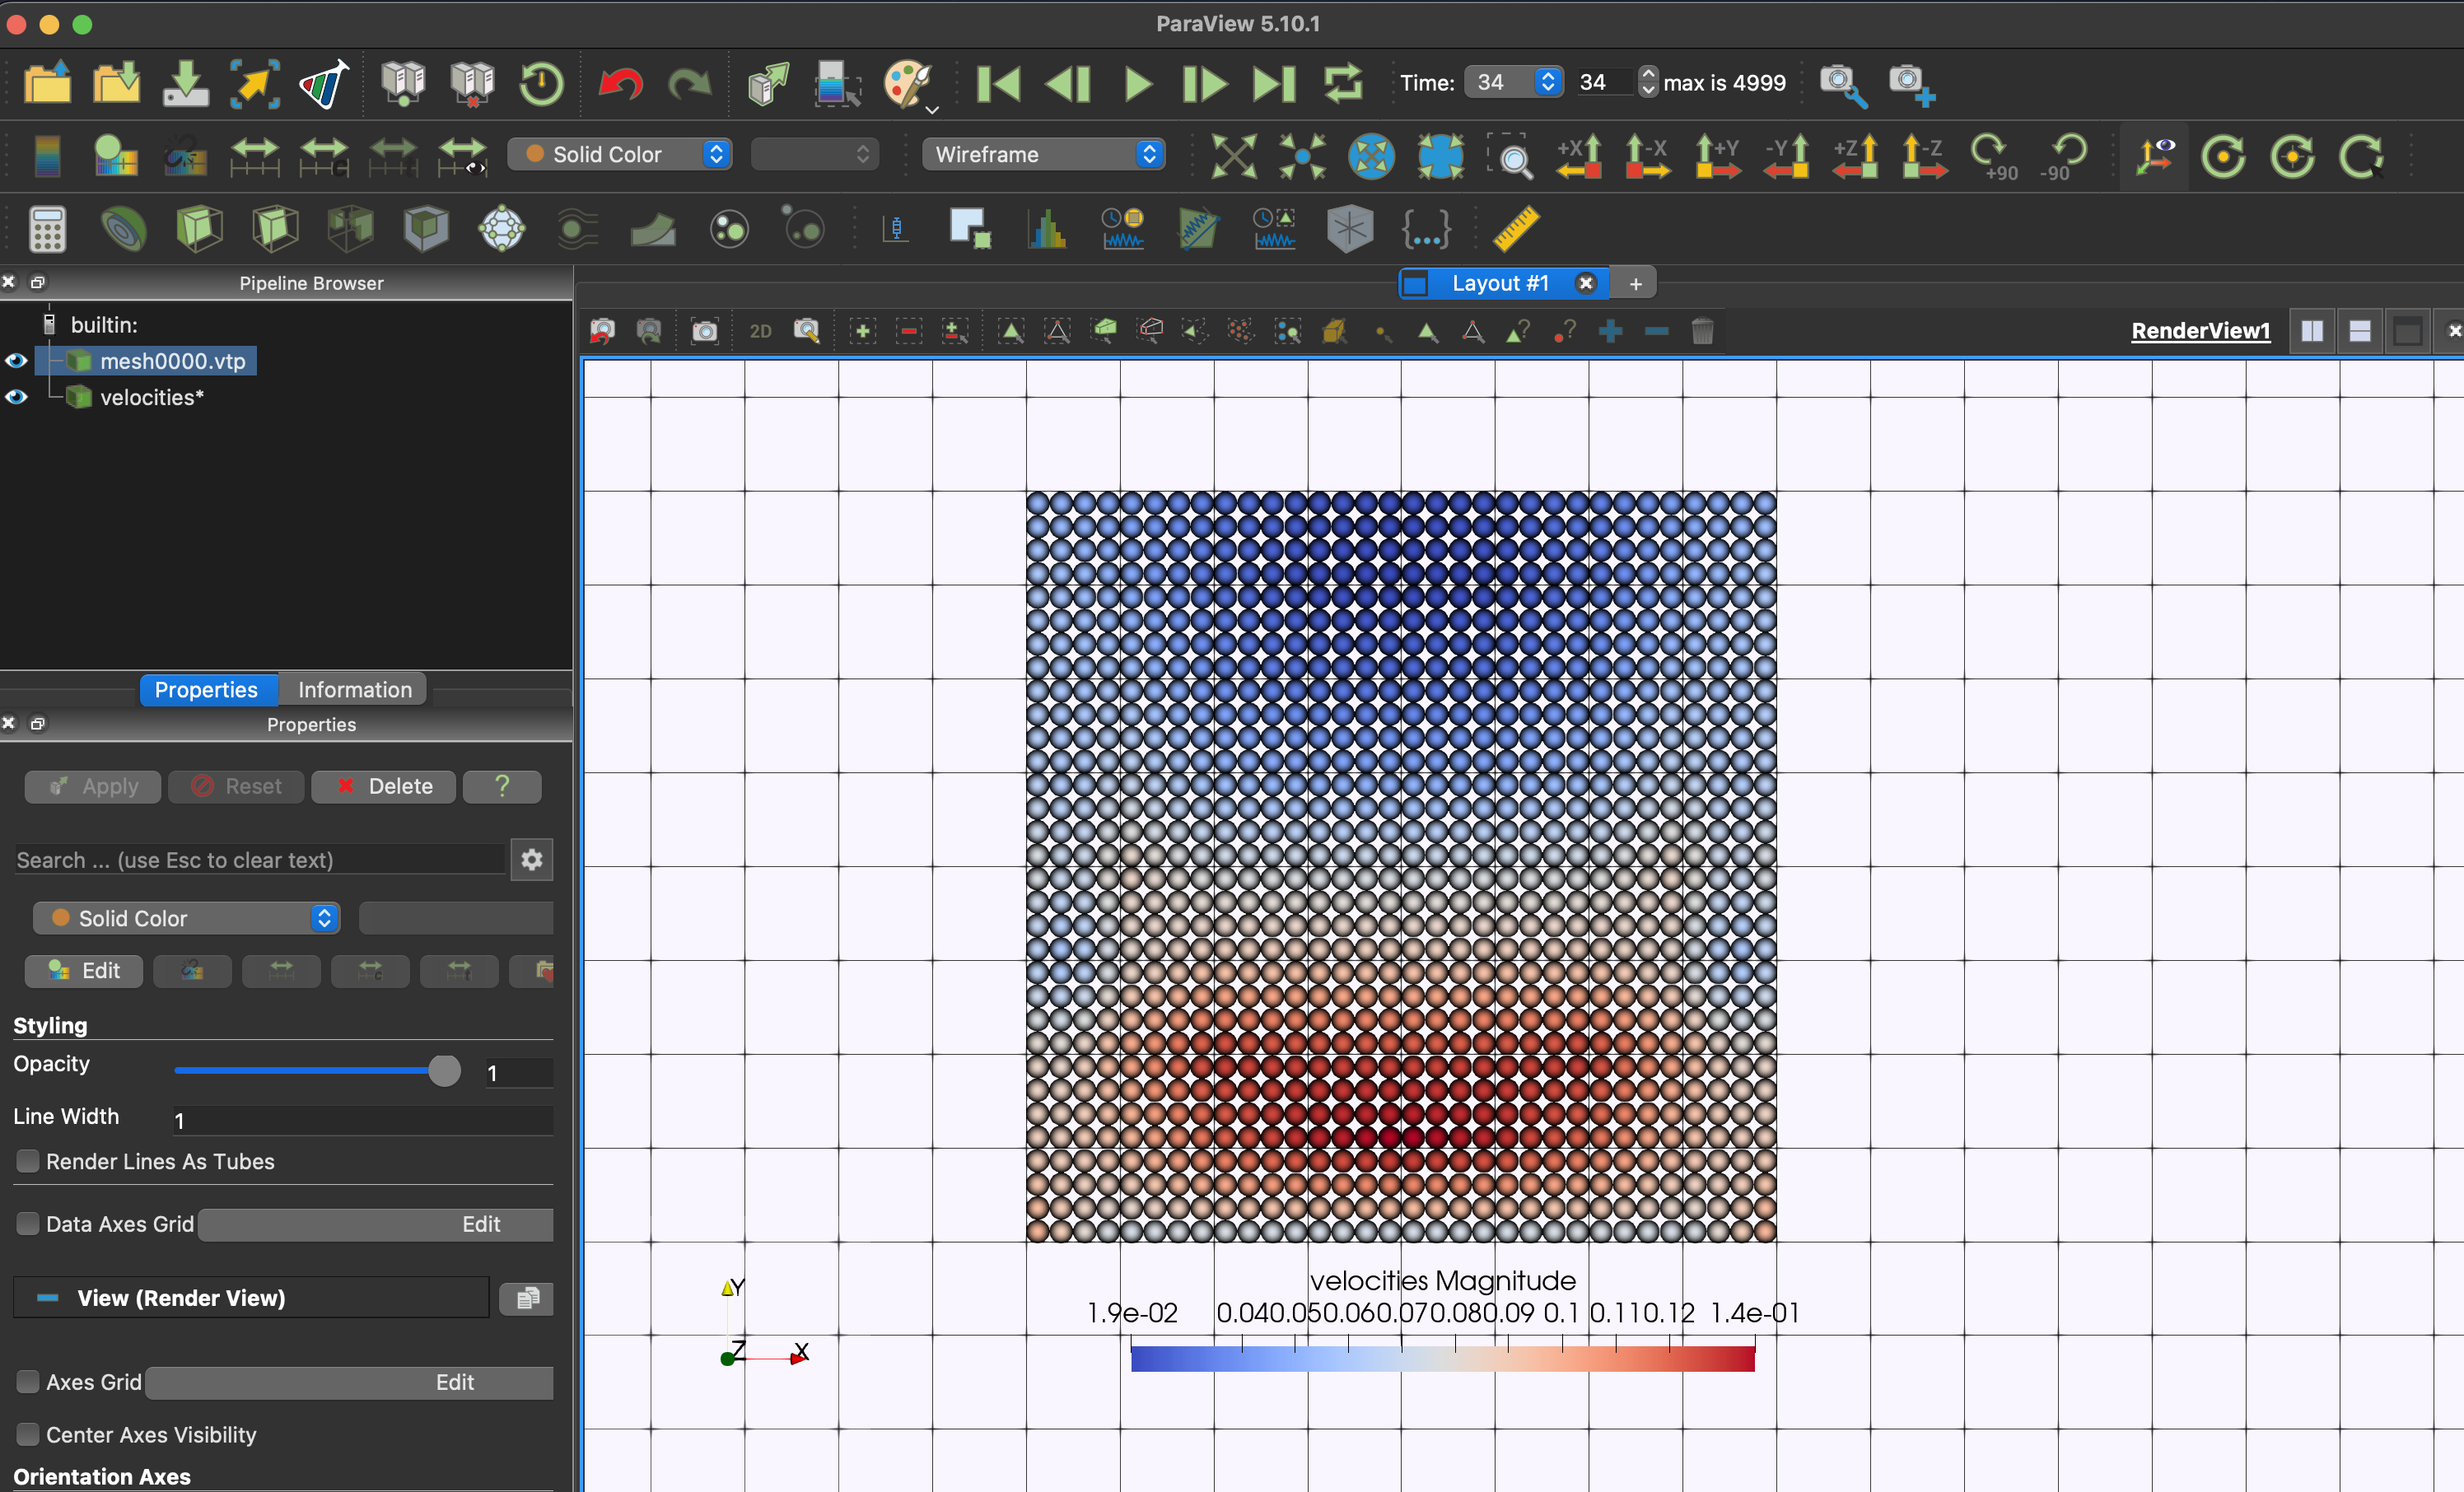 ParaView 5.10.1
Time: 34 34 max is 4999
Solid Color Wireframe +X -X +Y -Y +Z -Z +90 -90
Pipeline Browser
Layout #1 +
builtin:
mesh0000.vtp
velocities*
2D RenderView1
Properties Information
Properties
Apply Reset Delete ?
Search ... (use Esc to clear text)
Solid Color
Edit
Styling
Opacity 1
Line Width 1
Render Lines As Tubes
Data Axes Grid Edit
View (Render View)
Axes Grid Edit
Center Axes Visibility
Orientation Axes
Y
Z X
velocities Magnitude
1.9e-02 0.04 0.05 0.06 0.07 0.08 0.09 0.1 0.11 0.12 1.4e-01